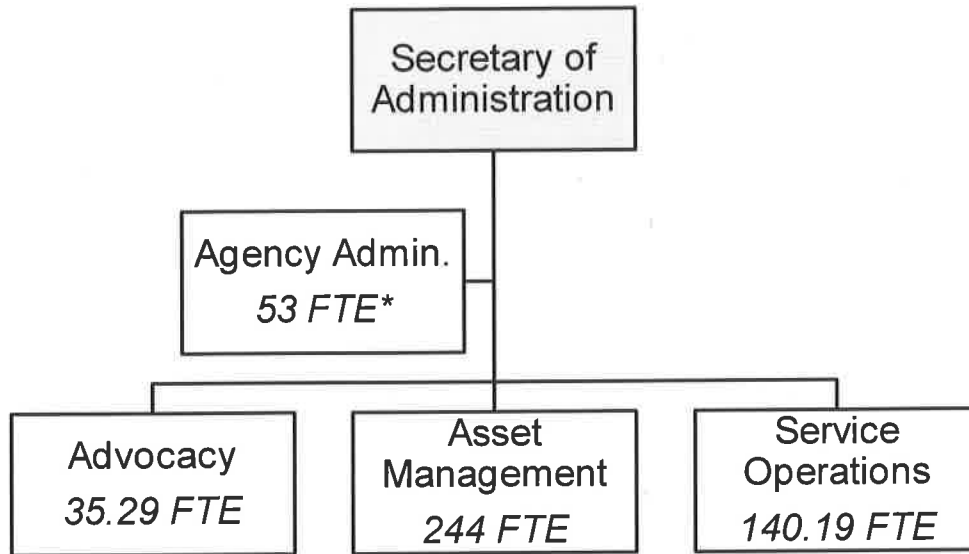 Secretary of
Administration
Agency Admin.
53 FTE*
Advocacy
35.29 FTE
Asset
Management
244 FTE
Service
Operations
140.19 FTE